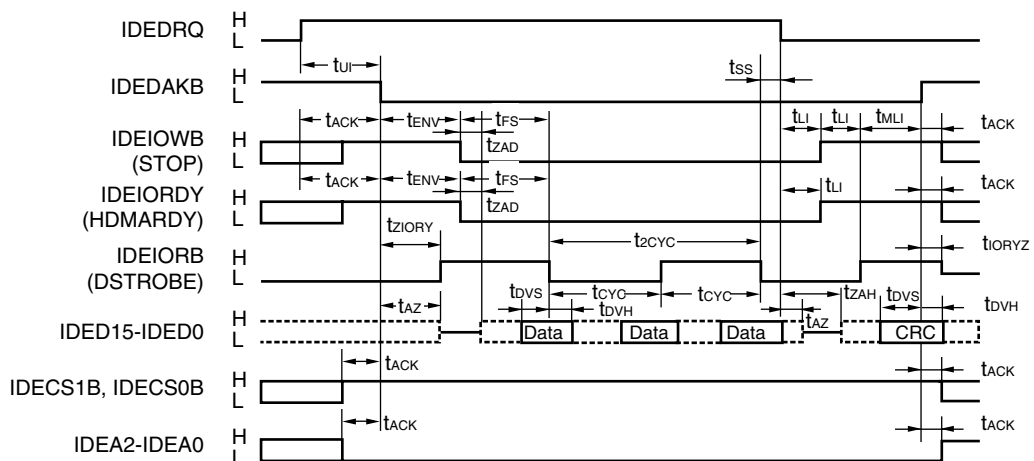 IDEDRQ H L
tUI tSS
IDEDAKB H L
tACK tENV tFS tLI tLI tMLI tACK
IDEIOWB (STOP) H L
tZAD
tACK tENV tFS tLI tACK
IDEIORDY (HDMARDY) H L
tZAD
tZIORY t2CYC tIORYZ
IDEIORB (DSTROBE) H L
tAZ tDVS tCYC tCYC tZAH tDVS
tDVH tAZ tDVH
IDED15-IDED0 H L Data Data Data CRC
tACK tACK
IDECS1B, IDECS0B H L
tACK tACK
IDEA2-IDEA0 H L